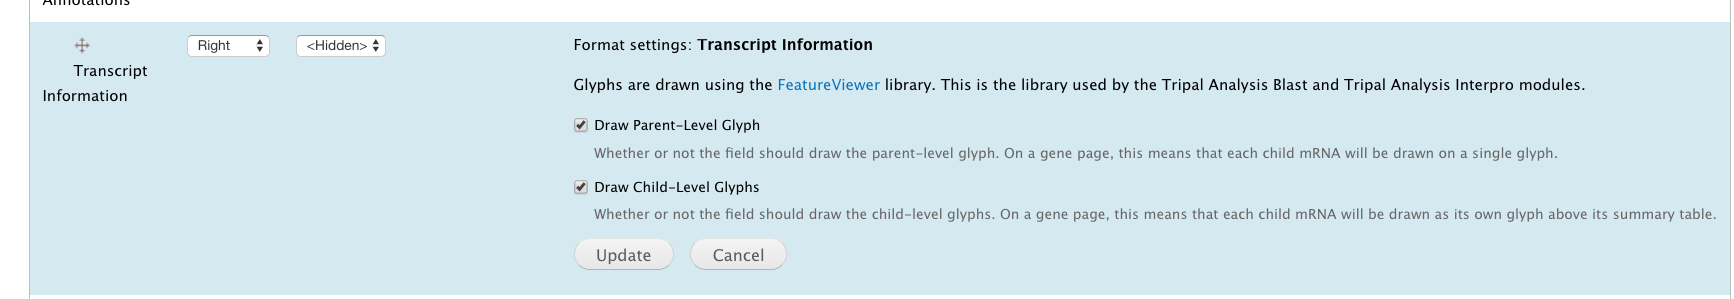 Annotations
Right
<Hidden>
Format settings: Transcript Information
Transcript
Information
Glyphs are drawn using the FeatureViewer library. This is the library used by the Tripal Analysis Blast and Tripal Analysis Interpro modules.
Draw Parent-Level Glyph
Whether or not the field should draw the parent-level glyph. On a gene page, this means that each child mRNA will be drawn on a single glyph.
Draw Child-Level Glyphs
Whether or not the field should draw the child-level glyphs. On a gene page, this means that each child mRNA will be drawn as its own glyph above its summary table.
Update
Cancel